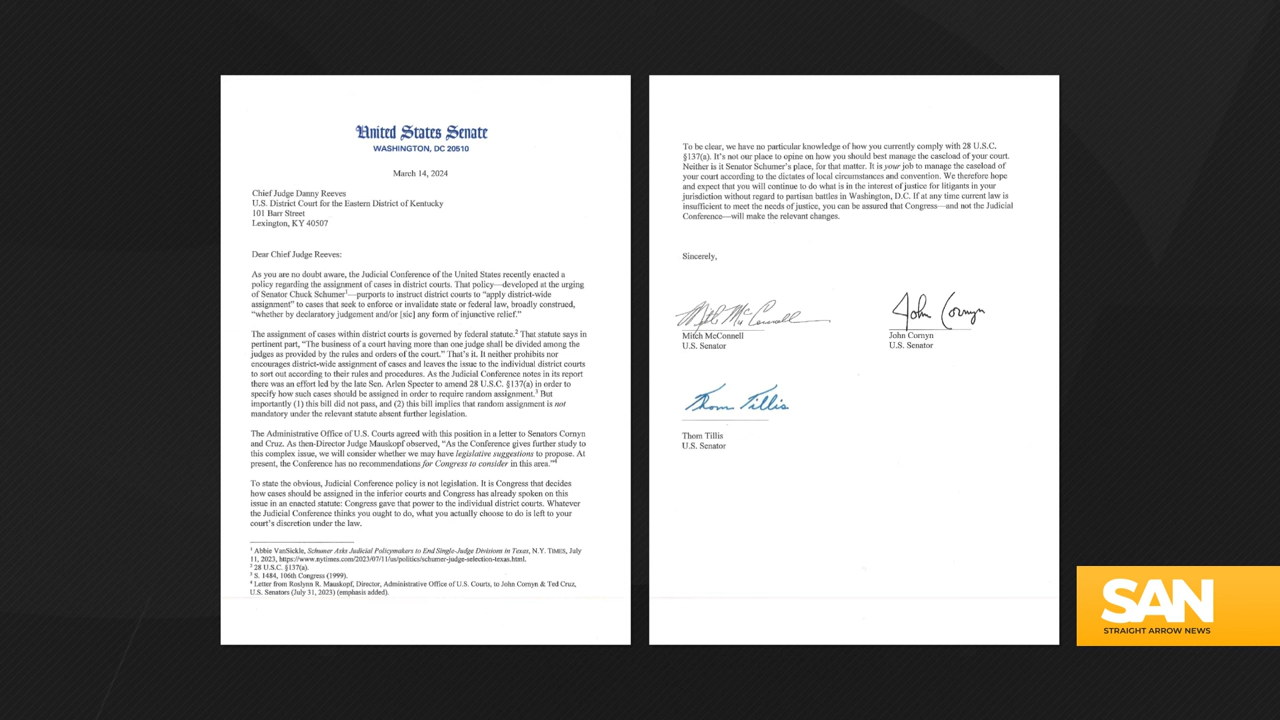 United States Senate
WASHINGTON, DC 20510
March 14, 2024
Chief Judge Danny Reeves
U.S. District Court for the Eastern District of Kentucky
101 Barr Street
Lexington, KY 40507
Dear Chief Judge Reeves:
As you are no doubt aware, the Judicial Conference of the United States recently enacted a
policy regarding the assignment of cases in district courts. That policy—developed at the urging
of Senator Chuck Schumer¹—purports to instruct district courts to “apply district-wide
assignment” to cases that seek to enforce or invalidate state or federal law, broadly construed,
“whether by declaratory judgement and/or [sic] any form of injunctive relief.”
The assignment of cases within district courts is governed by federal statute.² That statute says in
pertinent part, “The business of a court having more than one judge shall be divided among the
judges as provided by the rules and orders of the court.” That’s it. It neither prohibits nor
encourages district-wide assignment of cases and leaves the issue to the individual district courts
to sort out according to their rules and procedures. As the Judicial Conference notes in its report
there was an effort led by the late Sen. Arlen Specter to amend 28 U.S.C. §137(a) in order to
specify how such cases should be assigned in order to require random assignment.³ But
importantly (1) this bill did not pass, and (2) this bill implies that random assignment is not
mandatory under the relevant statute absent further legislation.
The Administrative Office of U.S. Courts agreed with this position in a letter to Senators Cornyn
and Cruz. As then-Director Judge Mauskopf observed, “As the Conference gives further study to
this complex issue, we will consider whether we may have legislative suggestions to propose. At
present, the Conference has no recommendations for Congress to consider in this area.”⁴
To state the obvious, Judicial Conference policy is not legislation. It is Congress that decides
how cases should be assigned in the inferior courts and Congress has already spoken on this
issue in an enacted statute: Congress gave that power to the individual district courts. Whatever
the Judicial Conference thinks you ought to do, what you actually choose to do is left to your
court’s discretion under the law.
¹ Abbie VanSickle, Schumer Asks Judicial Policymakers to End Single-Judge Divisions in Texas, N.Y. TIMES, July
11, 2023, https://www.nytimes.com/2023/07/11/us/politics/schumer-judge-selection-texas.html.
² 28 U.S.C. §137(a).
³ S. 1484, 106th Congress (1999).
⁴ Letter from Roslynn R. Mauskopf, Director, Administrative Office of U.S. Courts, to John Cornyn & Ted Cruz,
U.S. Senators (July 31, 2023) (emphasis added).
To be clear, we have no particular knowledge of how you currently comply with 28 U.S.C.
§137(a). It’s not our place to opine on how you should best manage the caseload of your court.
Neither is it Senator Schumer’s place, for that matter. It is your job to manage the caseload of
your court according to the dictates of local circumstances and convention. We therefore hope
and expect that you will continue to do what is in the interest of justice for litigants in your
jurisdiction without regard to partisan battles in Washington, D.C. If at any time current law is
insufficient to meet the needs of justice, you can be assured that Congress—and not the Judicial
Conference—will make the relevant changes.
Sincerely,
Mitch McConnell
John Cornyn
Mitch McConnell
U.S. Senator
John Cornyn
U.S. Senator
Thom Tillis
Thom Tillis
U.S. Senator
SAN
STRAIGHT ARROW NEWS